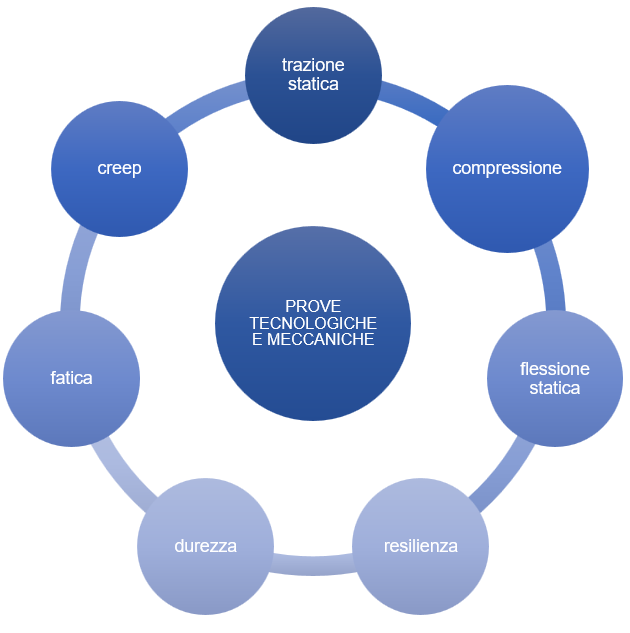 trazione
statica
compressione
flessione
statica
resilienza
durezza
fatica
creep
PROVE
TECNOLOGICHE
E MECCANICHE